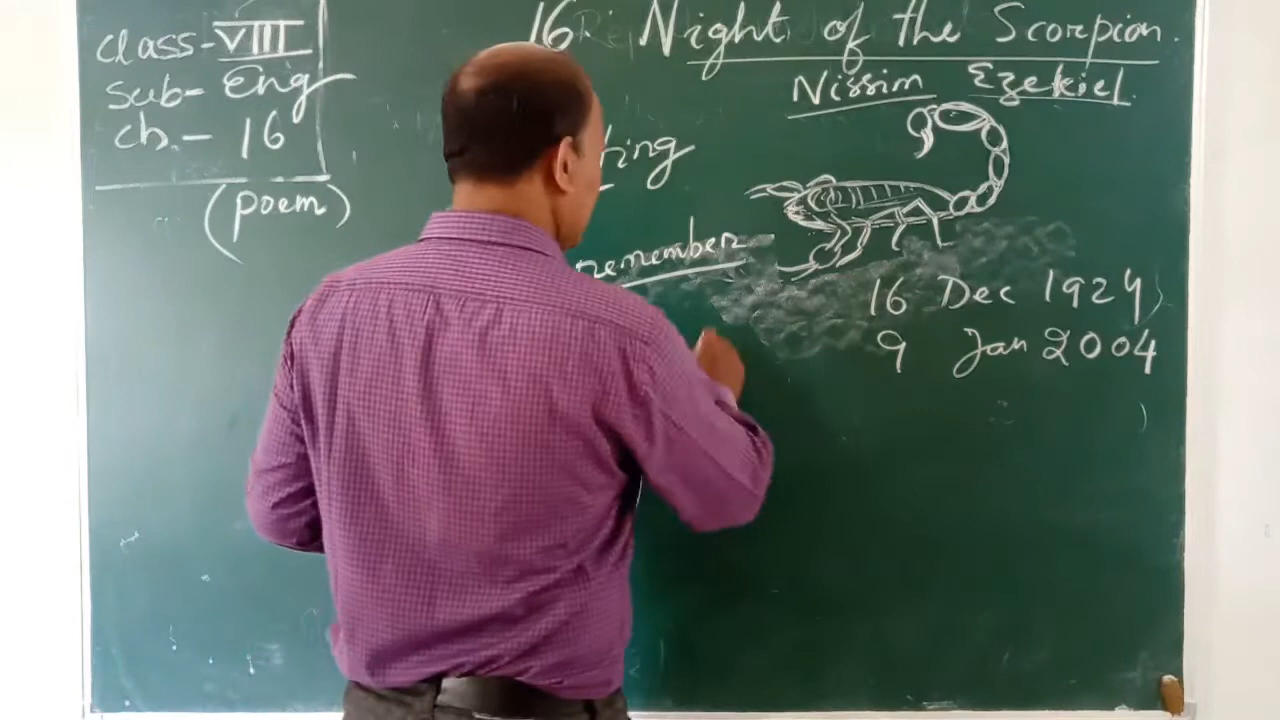 class-VIII
sub- Eng
ch.- 16
(poem)
16. Night of the Scorpion.
Nissim Ezekiel.
remember
16 Dec 1924
9 Jan 2004